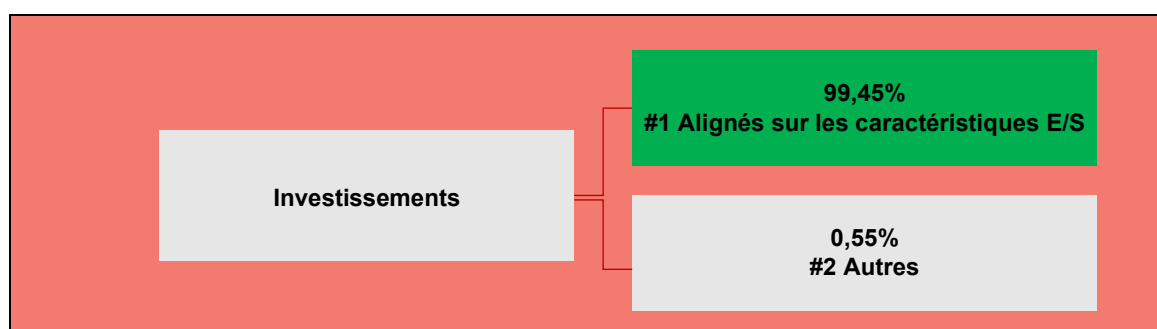 99,45%
#1 Alignés sur les caractéristiques E/S
Investissements
0,55%
#2 Autres